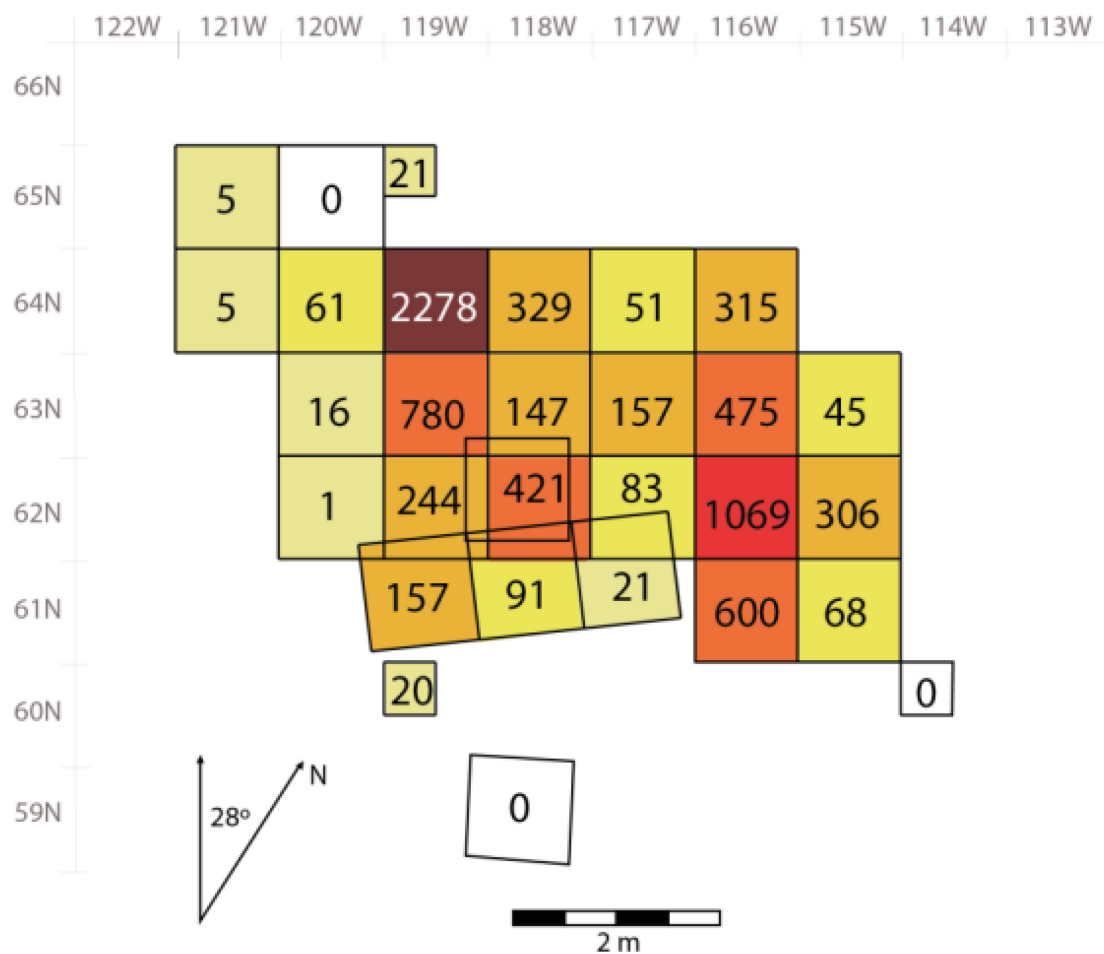 122W 121W 120W 119W 118W 117W 116W 115W 114W 113W
66N
21
65N 5 0
64N 5 61 2278 329 51 315
63N 16 780 147 157 475 45
62N 1 244 421 83 1069 306
61N 157 91 21 600 68
60N 20 0
N
59N 28º 0
2 m